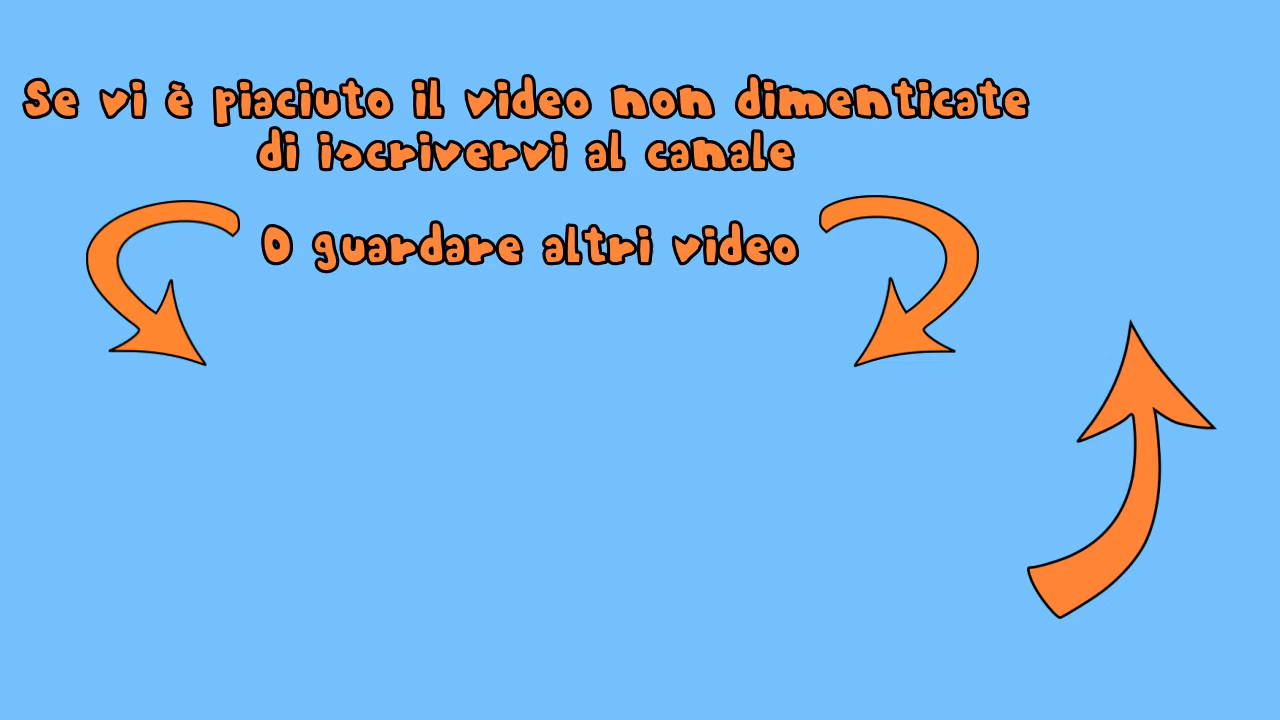 Se vi è piaciuto il video non dimenticate
di iscrivervi al canale
O guardare altri video